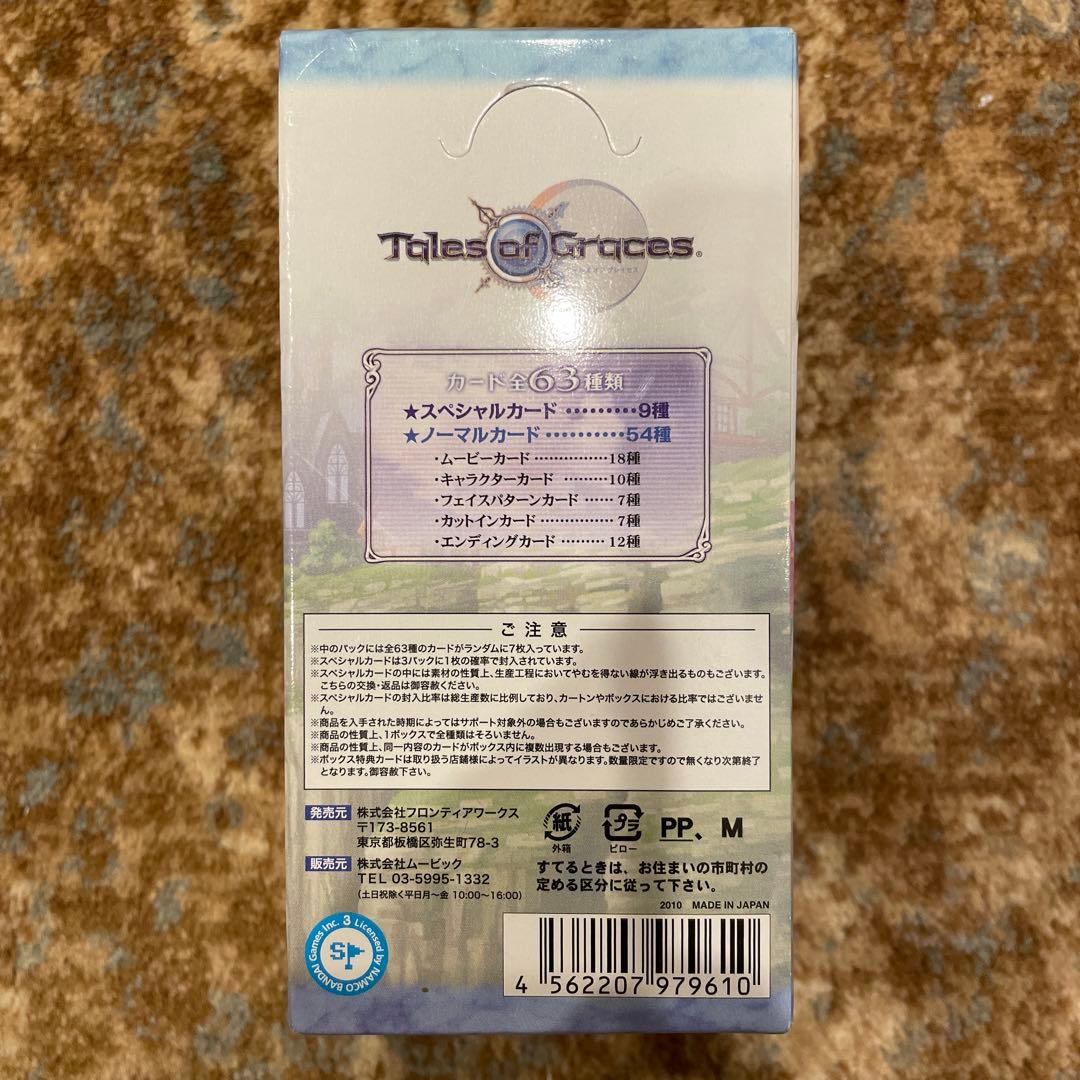 Tales of Graces®
テイルズ オブ グレイセス
カード全63種類
★スペシャルカード ………9種
★ノーマルカード ………54種
・ムービーカード ……………18種
・キャラクターカード ………10種
・フェイスパターンカード …… 7種
・カットインカード …………… 7種
・エンディングカード ……… 12種
ご注意
※中のパックには全63種のカードがランダムに7枚入っています。
※スペシャルカードは3パックに1枚の確率で封入されています。
※スペシャルカードの中には素材の性質上、生産工程においてやむを得ない線が浮き出るものもございます。
こちらの交換・返品は御容赦ください。
※スペシャルカードの封入比率は総生産数に比例しており、カートンやボックスにおける比率ではございませ
ん。
※商品を入手された時期によってはサポート対象外の場合もございますのであらかじめご了承ください。
※商品の性質上、1ボックスで全種類はそろいません。
※商品の性質上、同一内容のカードがボックス内に複数出現する場合もございます。
※ボックス特典カードは取り扱う店舗様によってイラストが異なります。数量限定ですので無くなり次第終了
となります。御容赦下さい。
発売元 株式会社フロンティアワークス
〒173-8561
東京都板橋区弥生町78-3
販売元 株式会社ムービック
TEL 03-5995-1332
(土日祝除く平日月〜金 10:00〜16:00)
紙
外箱
プラ
ピロー
PP、M
すてるときは、お住まいの市町村の
定める区分に従って下さい。
2010 MADE IN JAPAN
3 Licensed by NAMCO BANDAI Games Inc.
SP
4 562207 979610